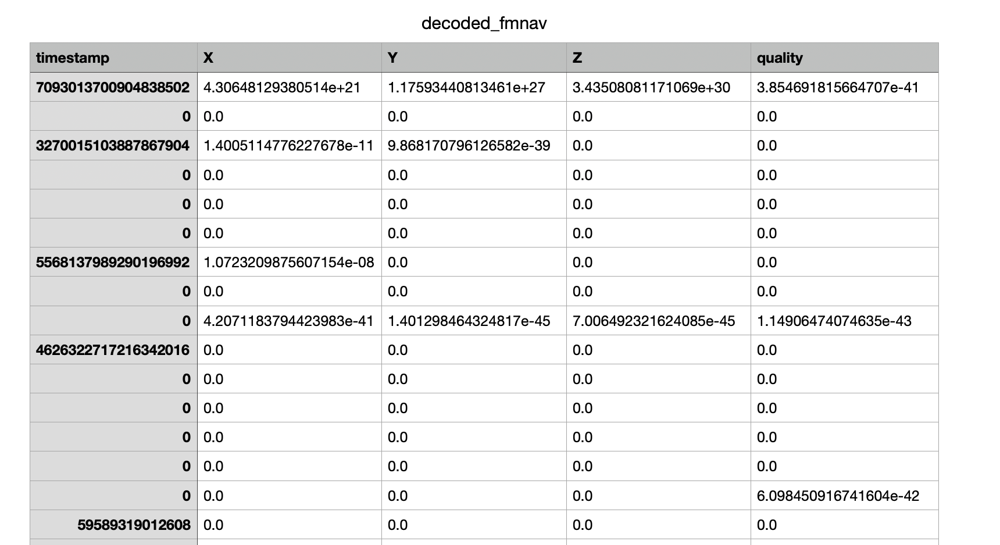 decoded_fmnav
timestamp X Y Z quality
7093013700904838502 4.30648129380514e+21 1.17593440813461e+27 3.43508081171069e+30 3.854691815664707e-41
0 0.0 0.0 0.0 0.0
3270015103887867904 1.4005114776227678e-11 9.868170796126582e-39 0.0 0.0
0 0.0 0.0 0.0 0.0
0 0.0 0.0 0.0 0.0
0 0.0 0.0 0.0 0.0
5568137989290196992 1.0723209875607154e-08 0.0 0.0 0.0
0 0.0 0.0 0.0 0.0
0 4.2071183794423983e-41 1.401298464324817e-45 7.006492321624085e-45 1.14906474074635e-43
4626322717216342016 0.0 0.0 0.0 0.0
0 0.0 0.0 0.0 0.0
0 0.0 0.0 0.0 0.0
0 0.0 0.0 0.0 0.0
0 0.0 0.0 0.0 0.0
0 0.0 0.0 0.0 6.098450916741604e-42
59589319012608 0.0 0.0 0.0 0.0